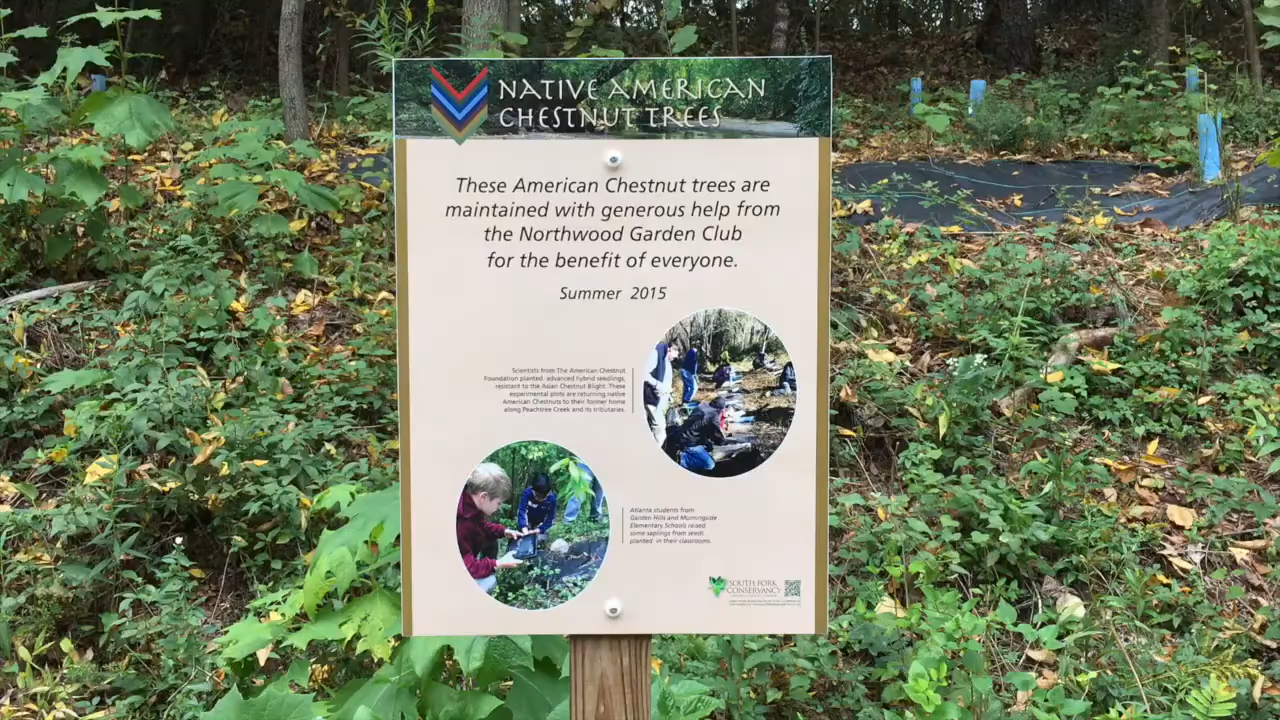 NATIVE AMERICAN
CHESTNUT TREES
These American Chestnut trees are
maintained with generous help from
the Northwood Garden Club
for the benefit of everyone.
Summer 2015
Scientists from The American Chestnut
Foundation planted advanced hybrid seedlings,
resistant to the Asian Chestnut Blight. These
experimental plots are returning native
American Chestnuts to their former home
along Peachtree Creek and its tributaries.
Atlanta students from
Garden Hills and Morningside
Elementary Schools raised
some saplings from seeds
planted in their classrooms.
SOUTH FORK
CONSERVANCY